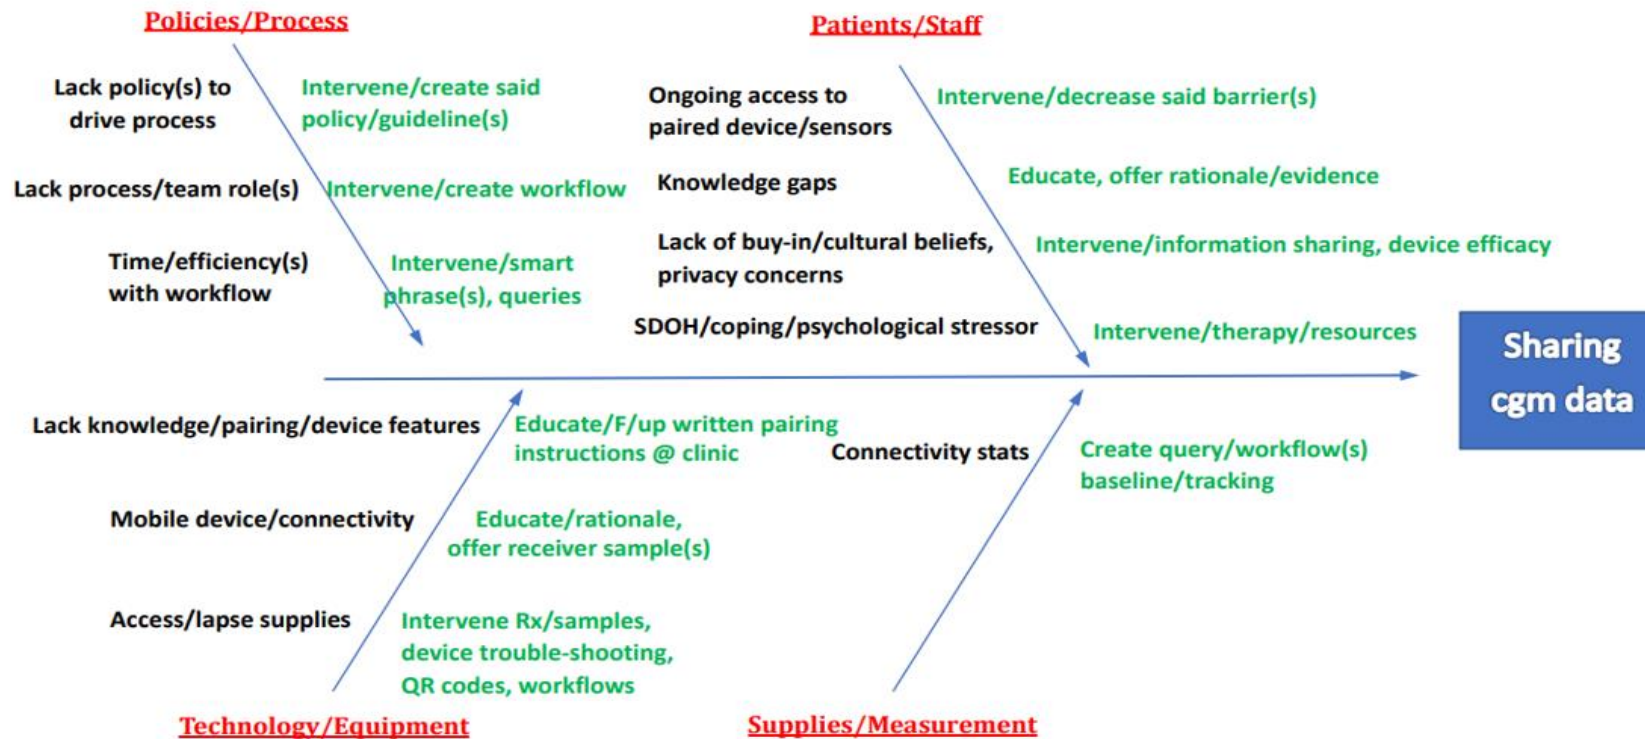 Policies/Process
Patients/Staff
Lack policy(s) to
drive process
Intervene/create said
policy/guideline(s)
Lack process/team role(s)
Intervene/create workflow
Time/efficiency(s)
with workflow
Intervene/smart
phrase(s), queries
Ongoing access to
paired device/sensors
Intervene/decrease said barrier(s)
Knowledge gaps
Educate, offer rationale/evidence
Lack of buy-in/cultural beliefs,
privacy concerns
Intervene/information sharing, device efficacy
SDOH/coping/psychological stressor
Intervene/therapy/resources
Sharing
cgm data
Lack knowledge/pairing/device features
Educate/F/up written pairing
instructions @ clinic
Mobile device/connectivity
Educate/rationale,
offer receiver sample(s)
Access/lapse supplies
Intervene Rx/samples,
device trouble-shooting,
QR codes, workflows
Connectivity stats
Create query/workflow(s)
baseline/tracking
Technology/Equipment
Supplies/Measurement